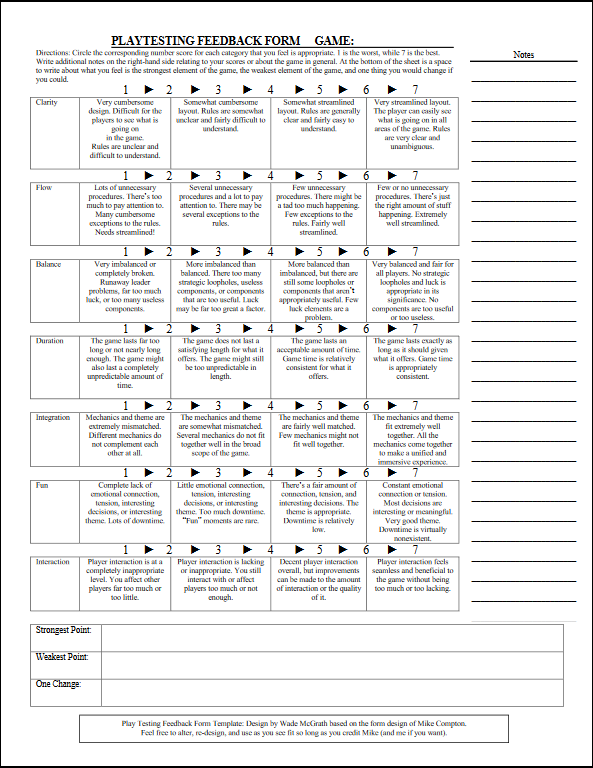 PLAYTESTING FEEDBACK FORM GAME:
Notes
Directions: Circle the corresponding number score for each category that you feel is appropriate. 1 is the worst, while 7 is the best.
Write additional notes on the right-hand side relating to your scores or about the game in general. At the bottom of the sheet is a space
to write about what you feel is the strongest element of the game, the weakest element of the game, and one thing you would change if
you could.
1 ► 2 ► 3 ► 4 ► 5 ► 6 ► 7
Clarity
Very cumbersome
design. Difficult for the
players to see what is
going on
in the game.
Rules are unclear and
difficult to understand.
Somewhat cumbersome
layout. Rules are somewhat
unclear and fairly difficult to
understand.
Somewhat streamlined
layout. Rules are generally
clear and fairly easy to
understand.
Very streamlined layout.
The player can easily see
what is going on in all
areas of the game. Rules
are very clear and
unambiguous.
1 ► 2 ► 3 ► 4 ► 5 ► 6 ► 7
Flow
Lots of unnecessary
procedures. There's too
much to pay attention to.
Many cumbersome
exceptions to the rules.
Needs streamlined!
Several unnecessary
procedures and a lot to pay
attention to. There may be
several exceptions to the
rules.
Few unnecessary
procedures. There might be
a tad too much happening.
Few exceptions to the
rules. Fairly well
streamlined.
Few or no unnecessary
procedures. There's just
the right amount of stuff
happening. Extremely
well streamlined.
1 ► 2 ► 3 ► 4 ► 5 ► 6 ► 7
Balance
Very imbalanced or
completely broken.
Runaway leader
problems, far too much
luck, or too many useless
components.
More imbalanced than
balanced. There too many
strategic loopholes, useless
components, or components
that are too useful. Luck
may be far too great a factor.
More balanced than
imbalanced, but there are
still some loopholes or
components that aren't
appropriately useful. Few
luck elements are a
problem.
Very balanced and fair for
all players. No strategic
loopholes and luck is
appropriate in its
significance. No
components are too useful
or too useless.
1 ► 2 ► 3 ► 4 ► 5 ► 6 ► 7
Duration
The game lasts far too
long or not nearly long
enough. The game might
also last a completely
unpredictable amount of
time.
The game does not last a
satisfying length for what it
offers. The game might still
be too unpredictable in
length.
The game lasts an
acceptable amount of time.
Game time is relatively
consistent for what it
offers.
The game lasts exactly as
long as it should given
what it offers. Game time
is appropriately
consistent.
1 ► 2 ► 3 ► 4 ► 5 ► 6 ► 7
Integration
Mechanics and theme are
extremely mismatched.
Different mechanics do
not complement each
other at all.
The mechanics and theme
are somewhat mismatched.
Several mechanics do not fit
together well in the broad
scope of the game.
The mechanics and theme
are fairly well matched.
Few mechanics might not
fit well together.
The mechanics and theme
fit extremely well
together. All the
mechanics come together
to make a unified and
immersive experience.
1 ► 2 ► 3 ► 4 ► 5 ► 6 ► 7
Fun
Complete lack of
emotional connection,
tension, interesting
decisions, or interesting
theme. Lots of downtime.
Little emotional connection,
tension, interesting
decisions, or interesting
theme. Too much downtime.
"Fun" moments are rare.
There's a fair amount of
connection, tension, and
interesting decisions. The
theme is appropriate.
Downtime is relatively
low.
Constant emotional
connection or tension.
Most decisions are
interesting or meaningful.
Very good theme.
Downtime is virtually
nonexistent.
1 ► 2 ► 3 ► 4 ► 5 ► 6 ► 7
Interaction
Player interaction is at a
completely inappropriate
level. You affect other
players far too much or
too little.
Player interaction is lacking
or inappropriate. You still
interact with or affect
players too much or not
enough.
Decent player interaction
overall, but improvements
can be made to the amount
of interaction or the quality
of it.
Player interaction feels
seamless and beneficial to
the game without being
too much or too lacking.
Strongest Point:
Weakest Point:
One Change:
Play Testing Feedback Form Template: Design by Wade McGrath based on the form design of Mike Compton.
Feel free to alter, re-design, and use as you see fit so long as you credit Mike (and me if you want).